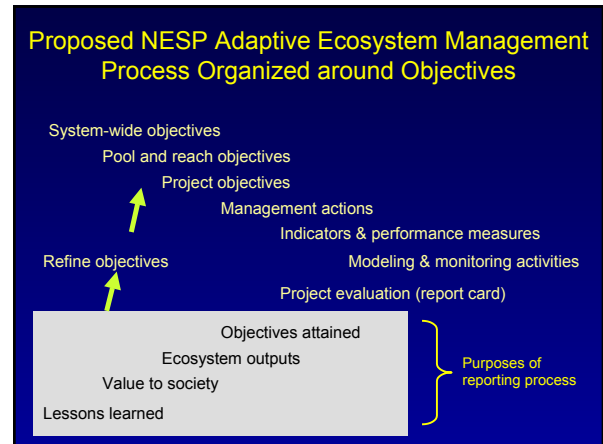 Proposed NESP Adaptive Ecosystem Management
Process Organized around Objectives
System-wide objectives
Pool and reach objectives
Project objectives
Management actions
Indicators & performance measures
Refine objectives
Modeling & monitoring activities
Project evaluation (report card)
Objectives attained
Ecosystem outputs
Value to society
Lessons learned
Purposes of
reporting process